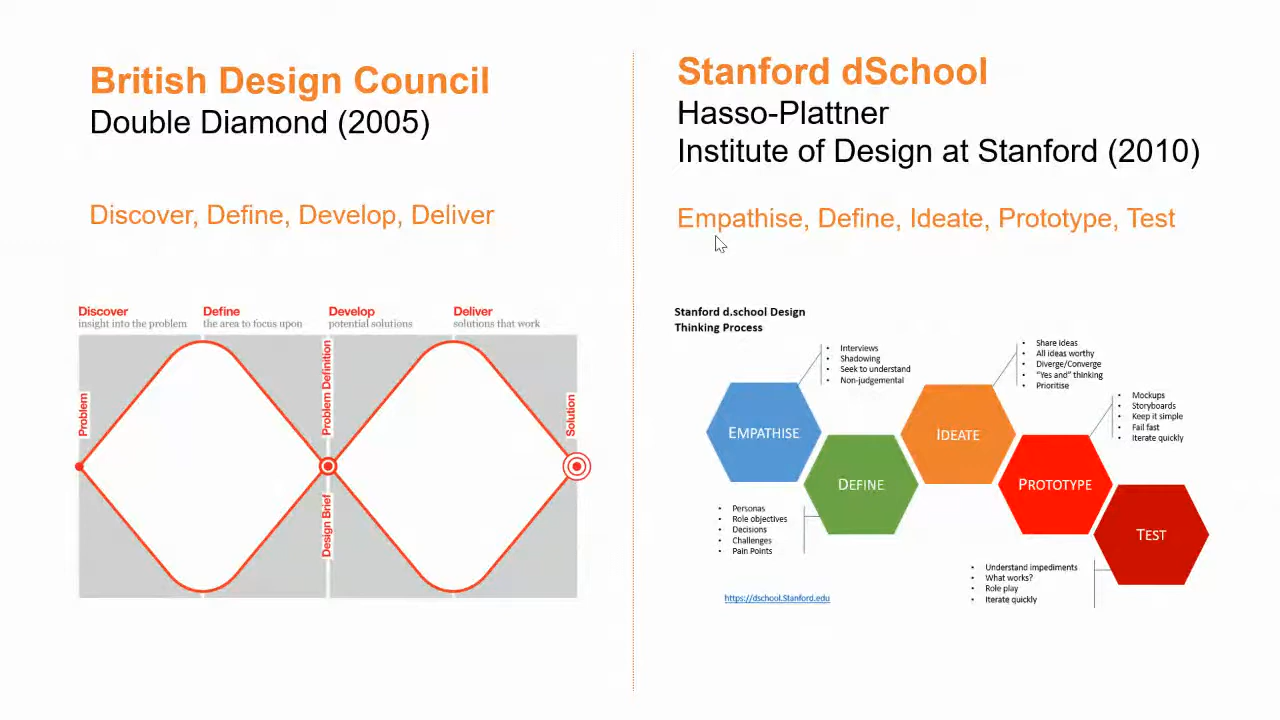 British Design Council
Double Diamond (2005)
Discover, Define, Develop, Deliver
Discover
insight into the problem
Define
the area to focus upon
Develop
potential solutions
Deliver
solutions that work
Problem
Problem Definition
Design Brief
Solution
Stanford dSchool
Hasso-Plattner
Institute of Design at Stanford (2010)
Empathise, Define, Ideate, Prototype, Test
Stanford d.school Design
Thinking Process
EMPATHISE
• Interviews
• Shadowing
• Seek to understand
• Non-judgemental
DEFINE
• Personas
• Role objectives
• Decisions
• Challenges
• Pain Points
IDEATE
• Share ideas
• All ideas worthy
• Diverge/Converge
• "Yes and" thinking
• Prioritise
PROTOTYPE
• Mockups
• Storyboards
• Keep it simple
• Fail fast
• Iterate quickly
TEST
• Understand impediments
• What works?
• Role play
• Iterate quickly
https://dschool.Stanford.edu